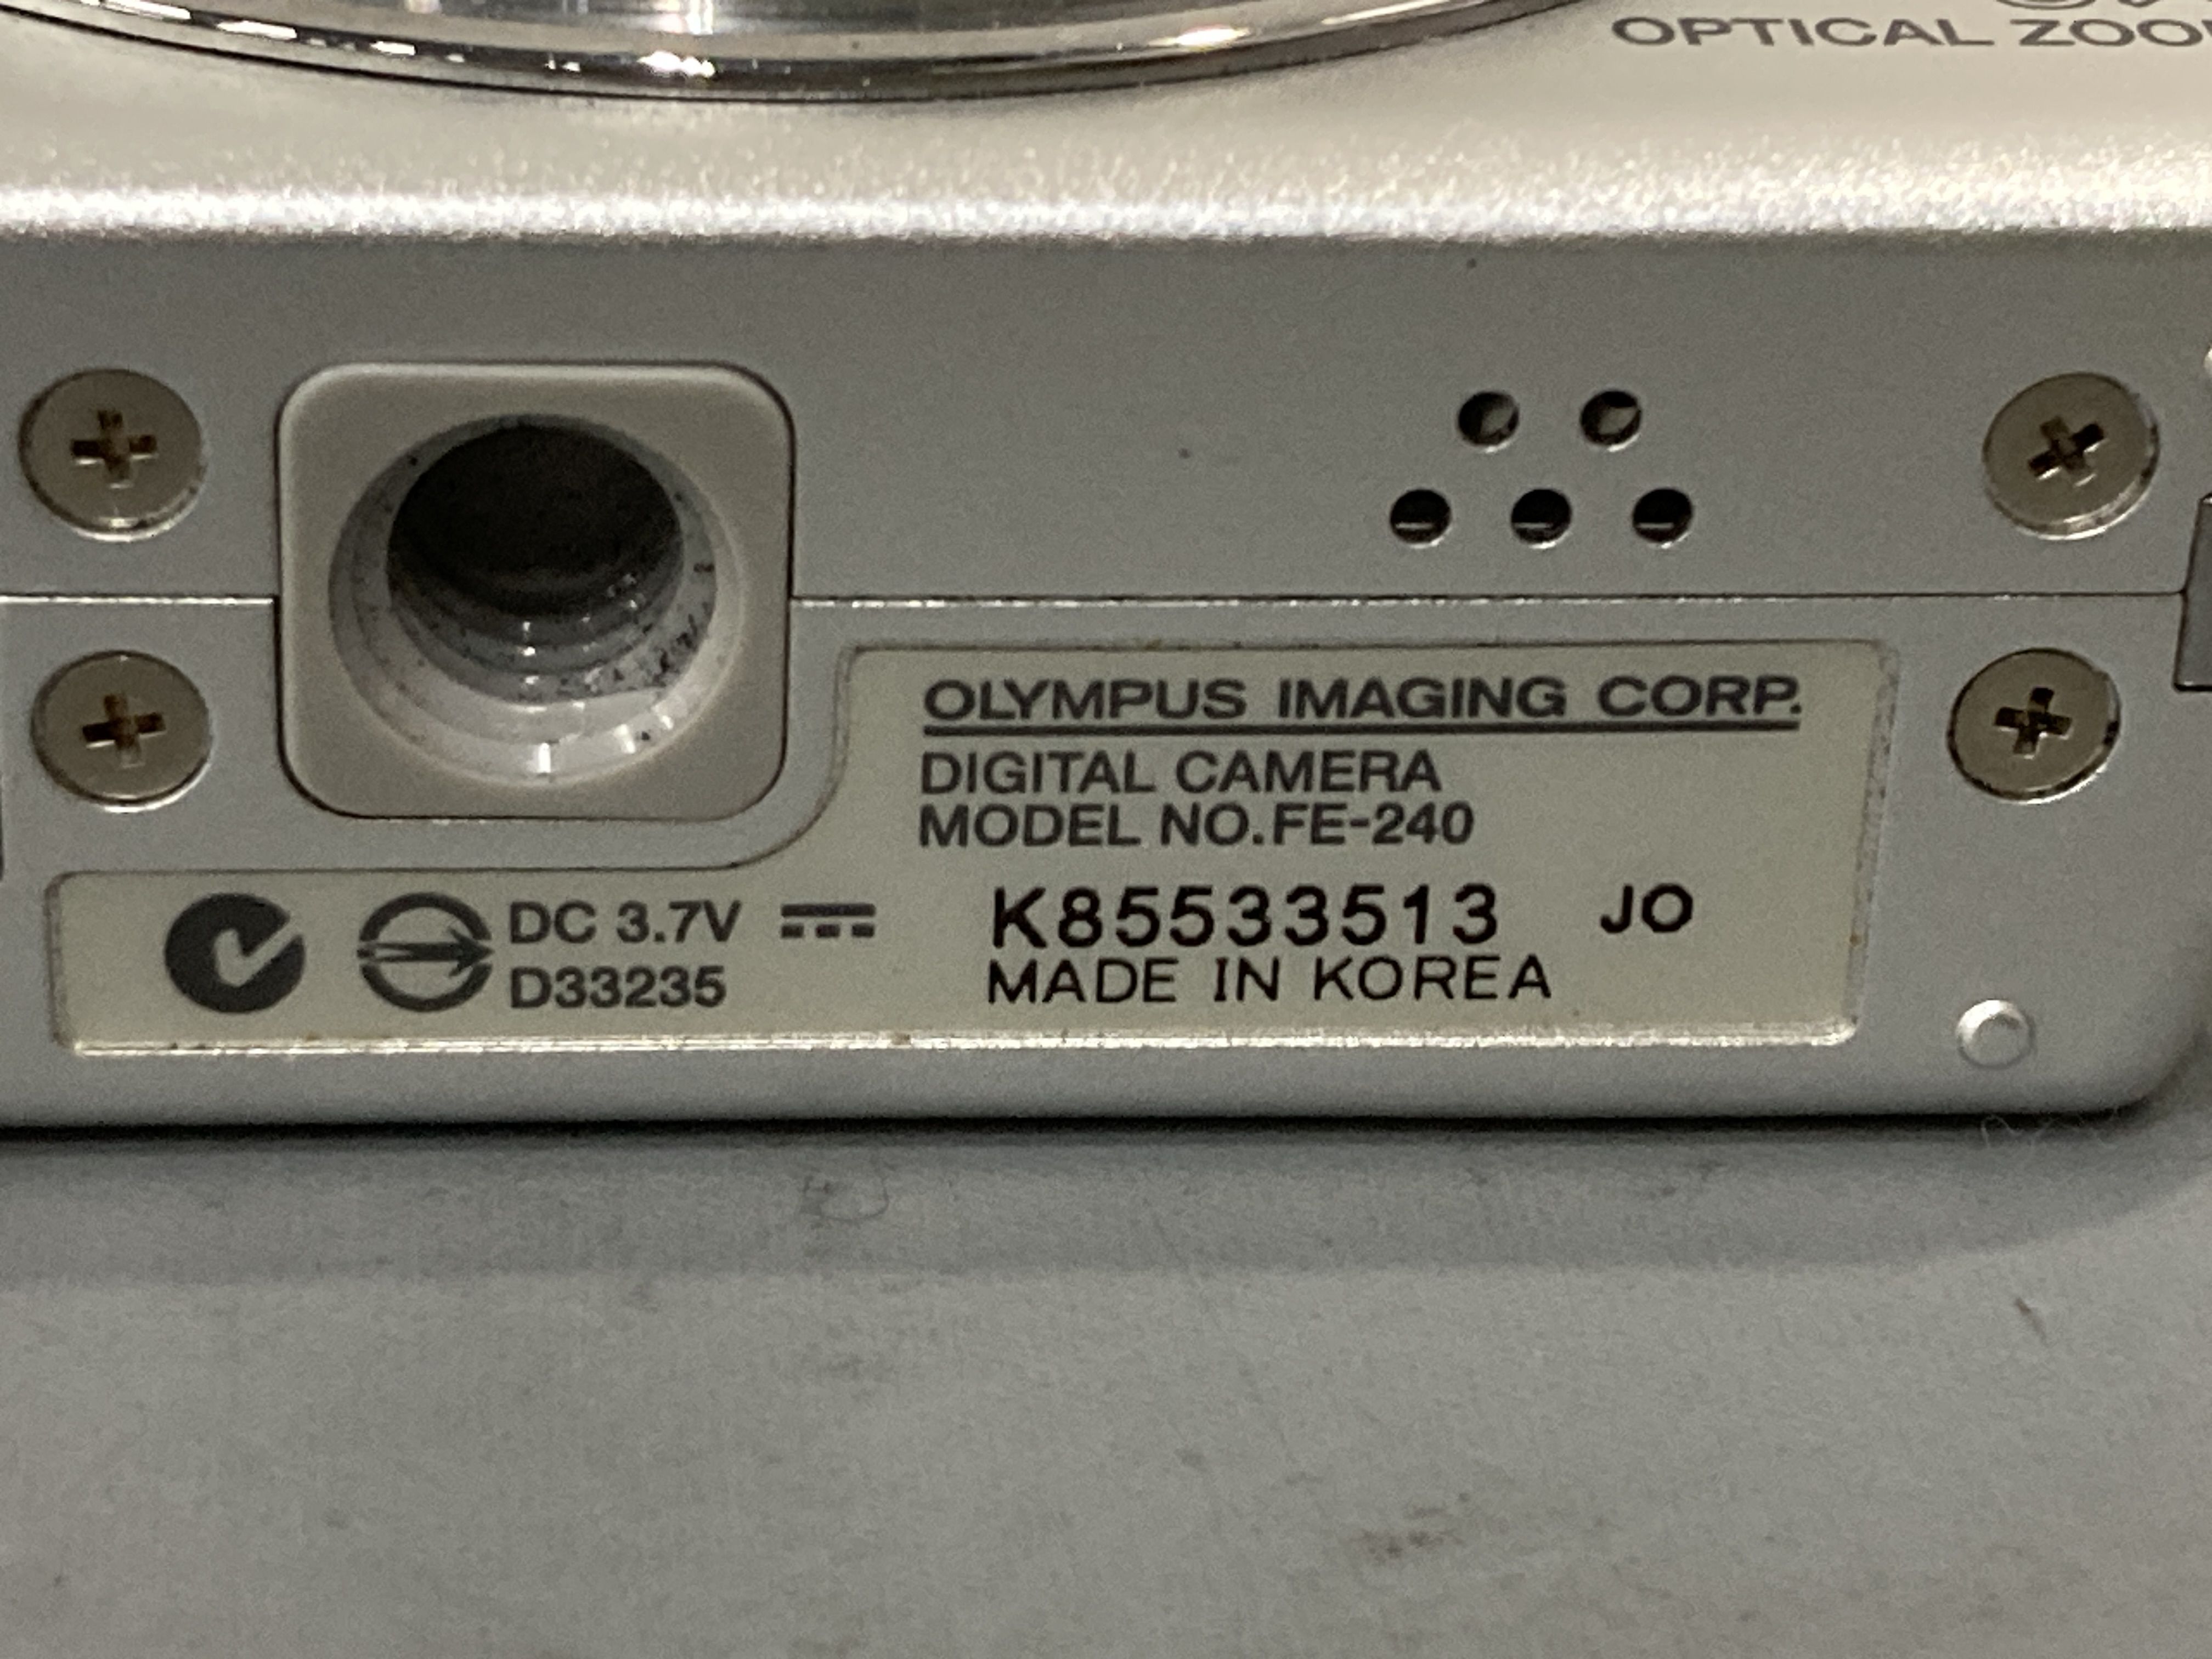 OPTICAL ZOO
OLYMPUS IMAGING CORP.
DIGITAL CAMERA
MODEL NO.FE-240
DC 3.7V
D33235
K85533513 JO
MADE IN KOREA